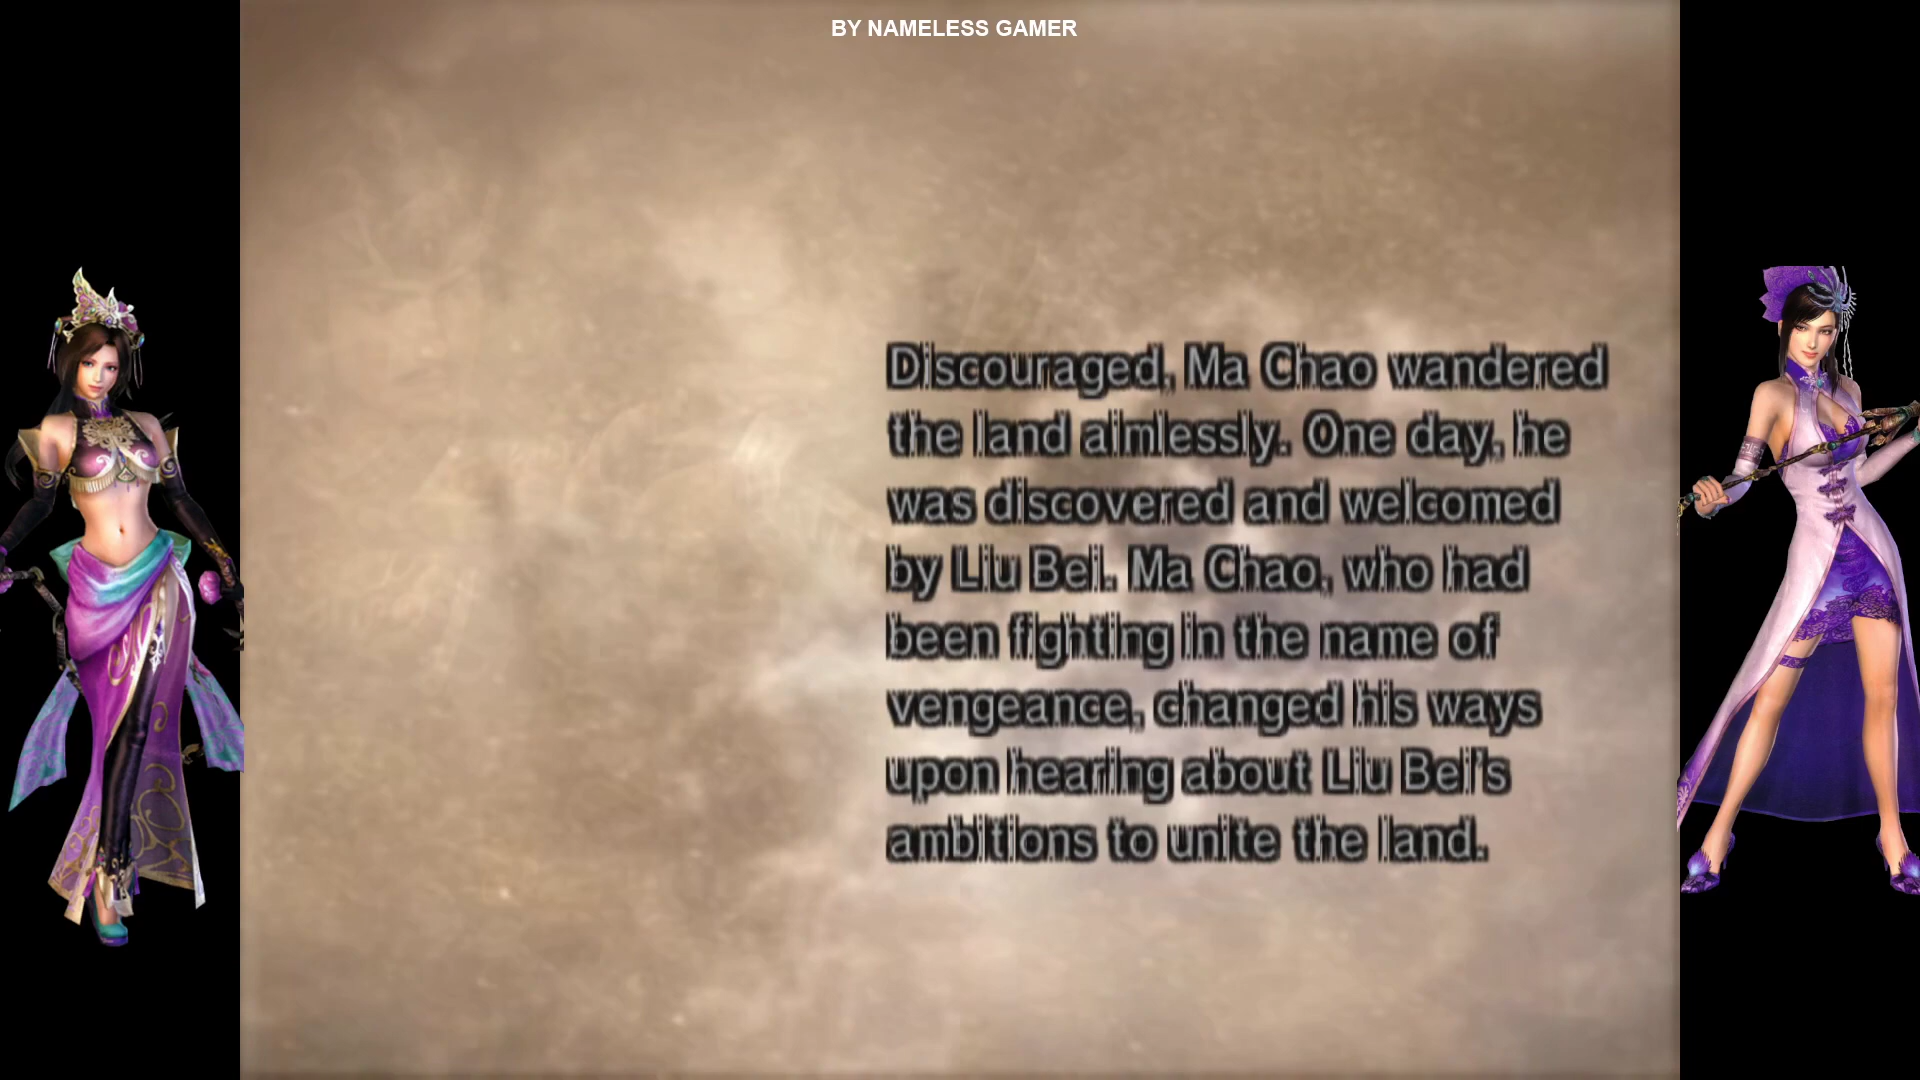 BY NAMELESS GAMER
Discouraged, Ma Chao wandered
the land aimlessly. One day, he
was discovered and welcomed
by Liu Bei. Ma Chao, who had
been fighting in the name of
vengeance, changed his ways
upon hearing about Liu Bei's
ambitions to unite the land.